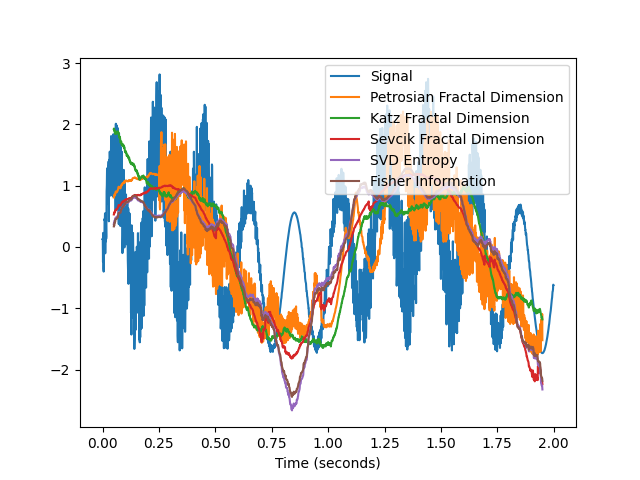 3
2
1
0
−1
−2
Signal
Petrosian Fractal Dimension
Katz Fractal Dimension
Sevcik Fractal Dimension
SVD Entropy
Fisher Information
0.00 0.25 0.50 0.75 1.00 1.25 1.50 1.75 2.00
Time (seconds)